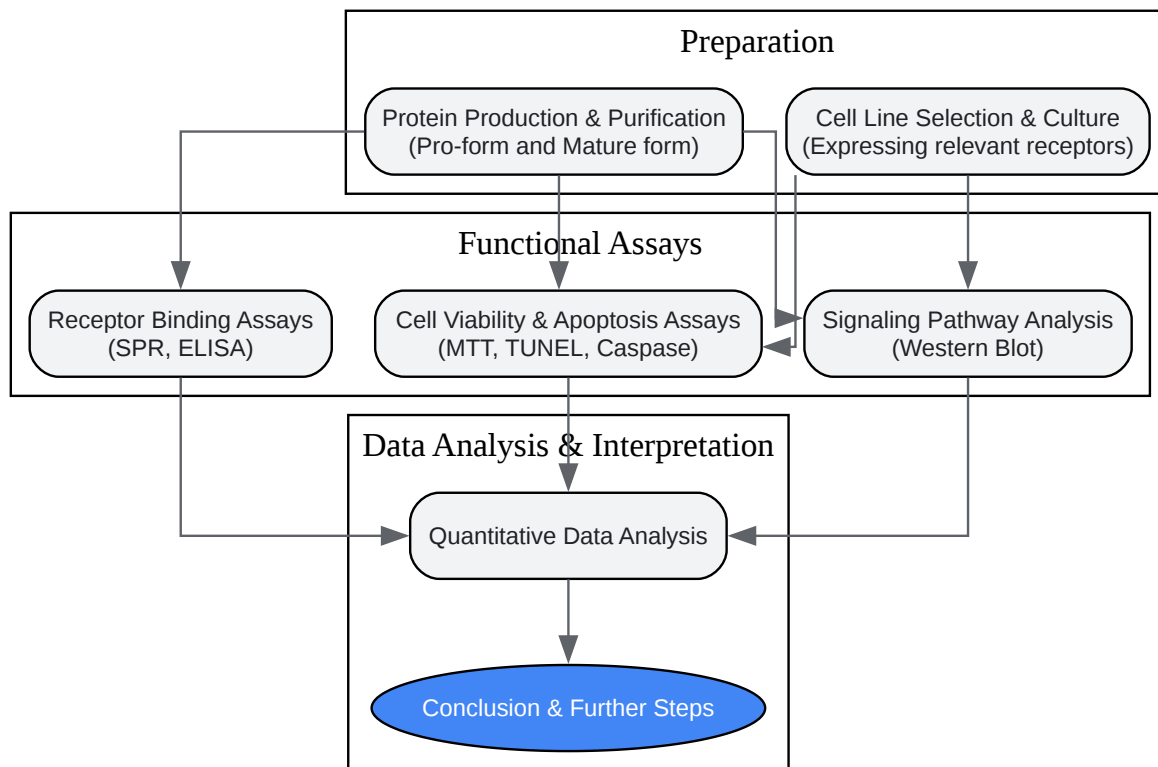 Preparation
Protein Production & Purification
(Pro-form and Mature form)
Cell Line Selection & Culture
(Expressing relevant receptors)
Functional Assays
Receptor Binding Assays
(SPR, ELISA)
Cell Viability & Apoptosis Assays
(MTT, TUNEL, Caspase)
Signaling Pathway Analysis
(Western Blot)
Data Analysis & Interpretation
Quantitative Data Analysis
Conclusion & Further Steps